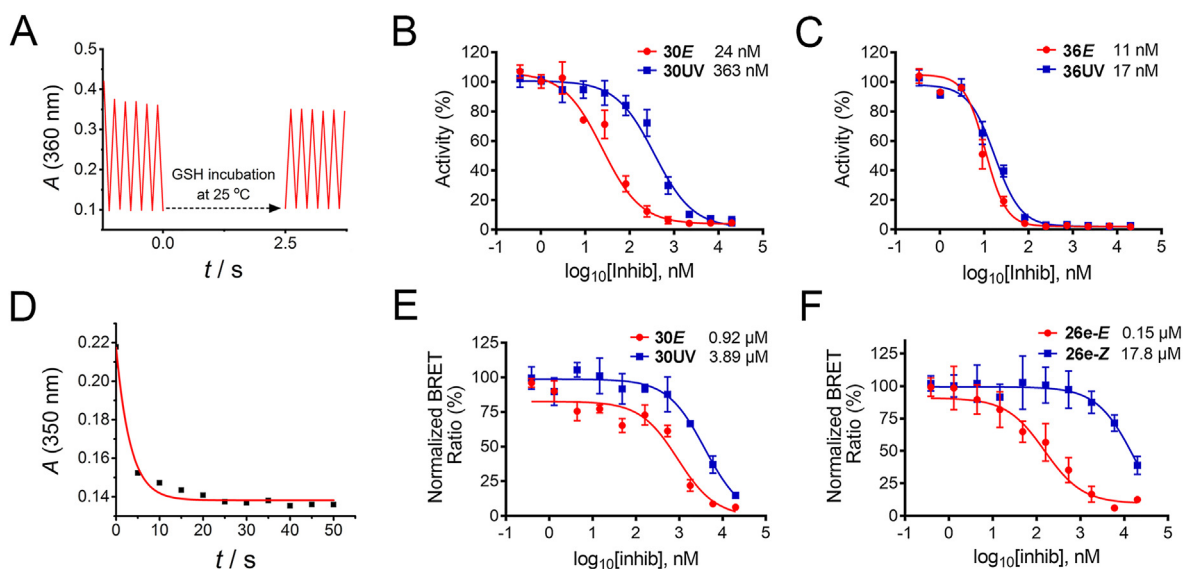 A
A (360 nm)
0.5
0.4
0.3
0.2
0.1
GSH incubation
at 25 °C
0.0
2.5
t / s
B
30E 24 nM
30UV 363 nM
Activity (%)
120
100
80
60
40
20
0
-1 0 1 2 3 4 5
log10[Inhib], nM
C
36E 11 nM
36UV 17 nM
Activity (%)
120
100
80
60
40
20
0
-1 0 1 2 3 4 5
log10[Inhib], nM
D
A (350 nm)
0.22
0.20
0.18
0.16
0.14
0 10 20 30 40 50
t / s
E
30E 0.92 µM
30UV 3.89 µM
Normalized BRET
Ratio (%)
125
100
75
50
25
0
-1 0 1 2 3 4 5
log10[inhib], nM
F
26e-E 0.15 µM
26e-Z 17.8 µM
Normalized BRET
Ratio (%)
125
100
75
50
25
0
-1 0 1 2 3 4 5
log10[inhib], nM